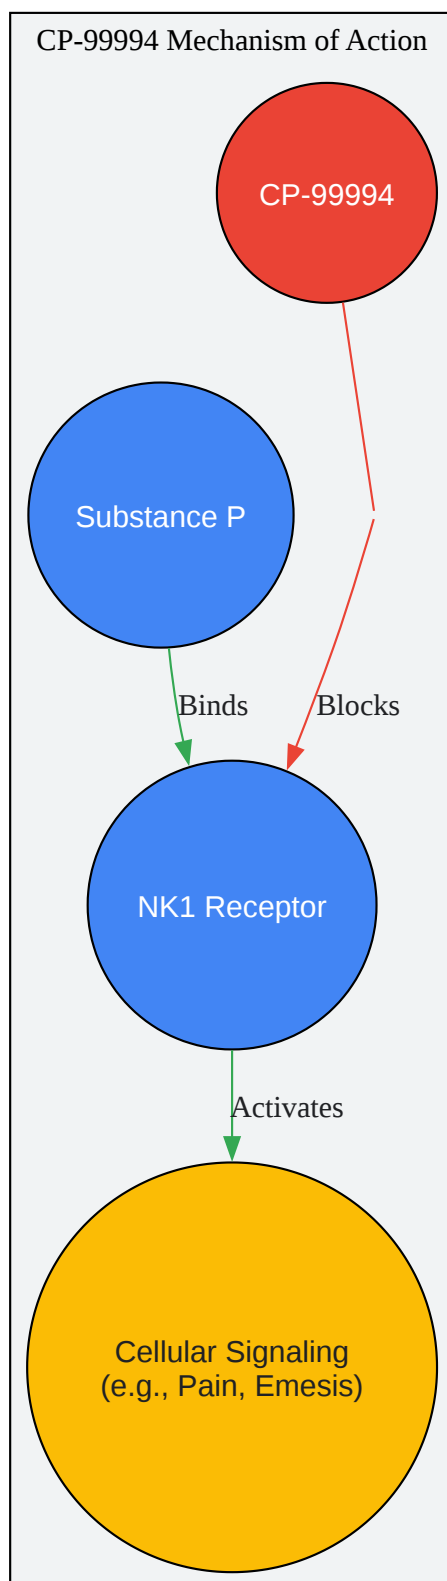 CP-99994 Mechanism of Action
CP-99994
Substance P
Binds
Blocks
NK1 Receptor
Activates
Cellular Signaling
(e.g., Pain, Emesis)